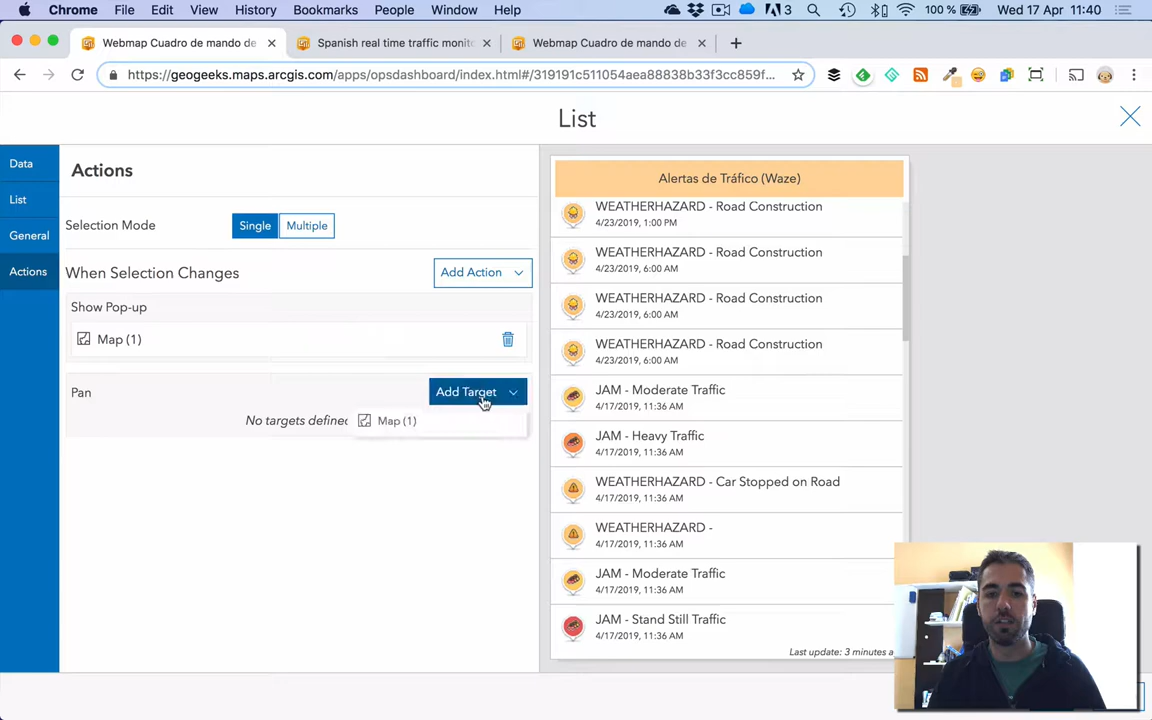 Chrome File Edit View History Bookmarks People Window Help 3 100 % Wed 17 Apr 11:40
Webmap Cuadro de mando de Spanish real time traffic monito Webmap Cuadro de mando de
https://geogeeks.maps.arcgis.com/apps/opsdashboard/index.html#/319191c511054aea88838b33f3cc859f...
List
Data
List
General
Actions
Actions
Selection Mode Single Multiple
When Selection Changes Add Action
Show Pop-up
Map (1)
Pan Add Target
No targets defined Map (1)
Alertas de Tráfico (Waze)
WEATHERHAZARD - Road Construction
4/23/2019, 1:00 PM
WEATHERHAZARD - Road Construction
4/23/2019, 6:00 AM
WEATHERHAZARD - Road Construction
4/23/2019, 6:00 AM
WEATHERHAZARD - Road Construction
4/23/2019, 6:00 AM
JAM - Moderate Traffic
4/17/2019, 11:36 AM
JAM - Heavy Traffic
4/17/2019, 11:36 AM
WEATHERHAZARD - Car Stopped on Road
4/17/2019, 11:36 AM
WEATHERHAZARD -
4/17/2019, 11:36 AM
JAM - Moderate Traffic
4/17/2019, 11:36 AM
JAM - Stand Still Traffic
4/17/2019, 11:36 AM
Last update: 3 minutes a